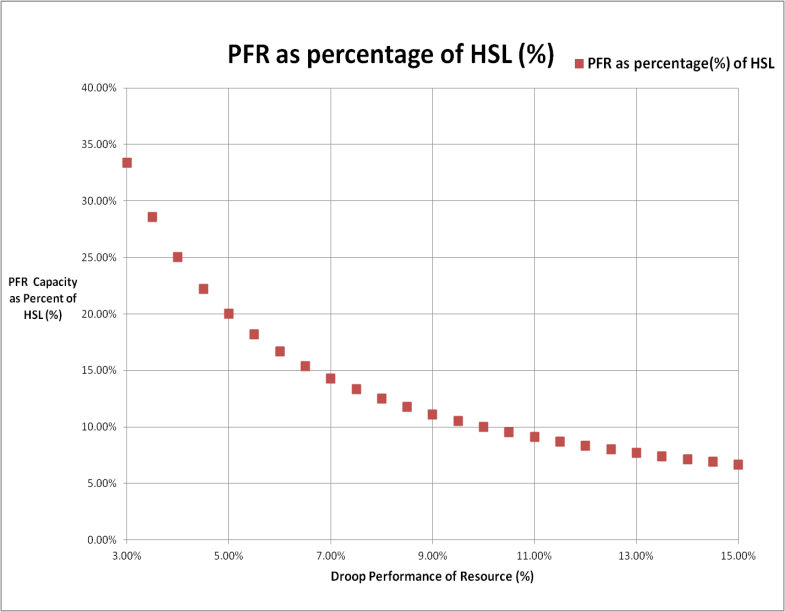 PFR as percentage of HSL (%)
PFR as percentage(%) of HSL
40.00%
35.00%
30.00%
25.00%
20.00%
15.00%
10.00%
5.00%
0.00%
PFR Capacity
as Percent of
HSL (%)
3.00% 5.00% 7.00% 9.00% 11.00% 13.00% 15.00%
Droop Performance of Resource (%)